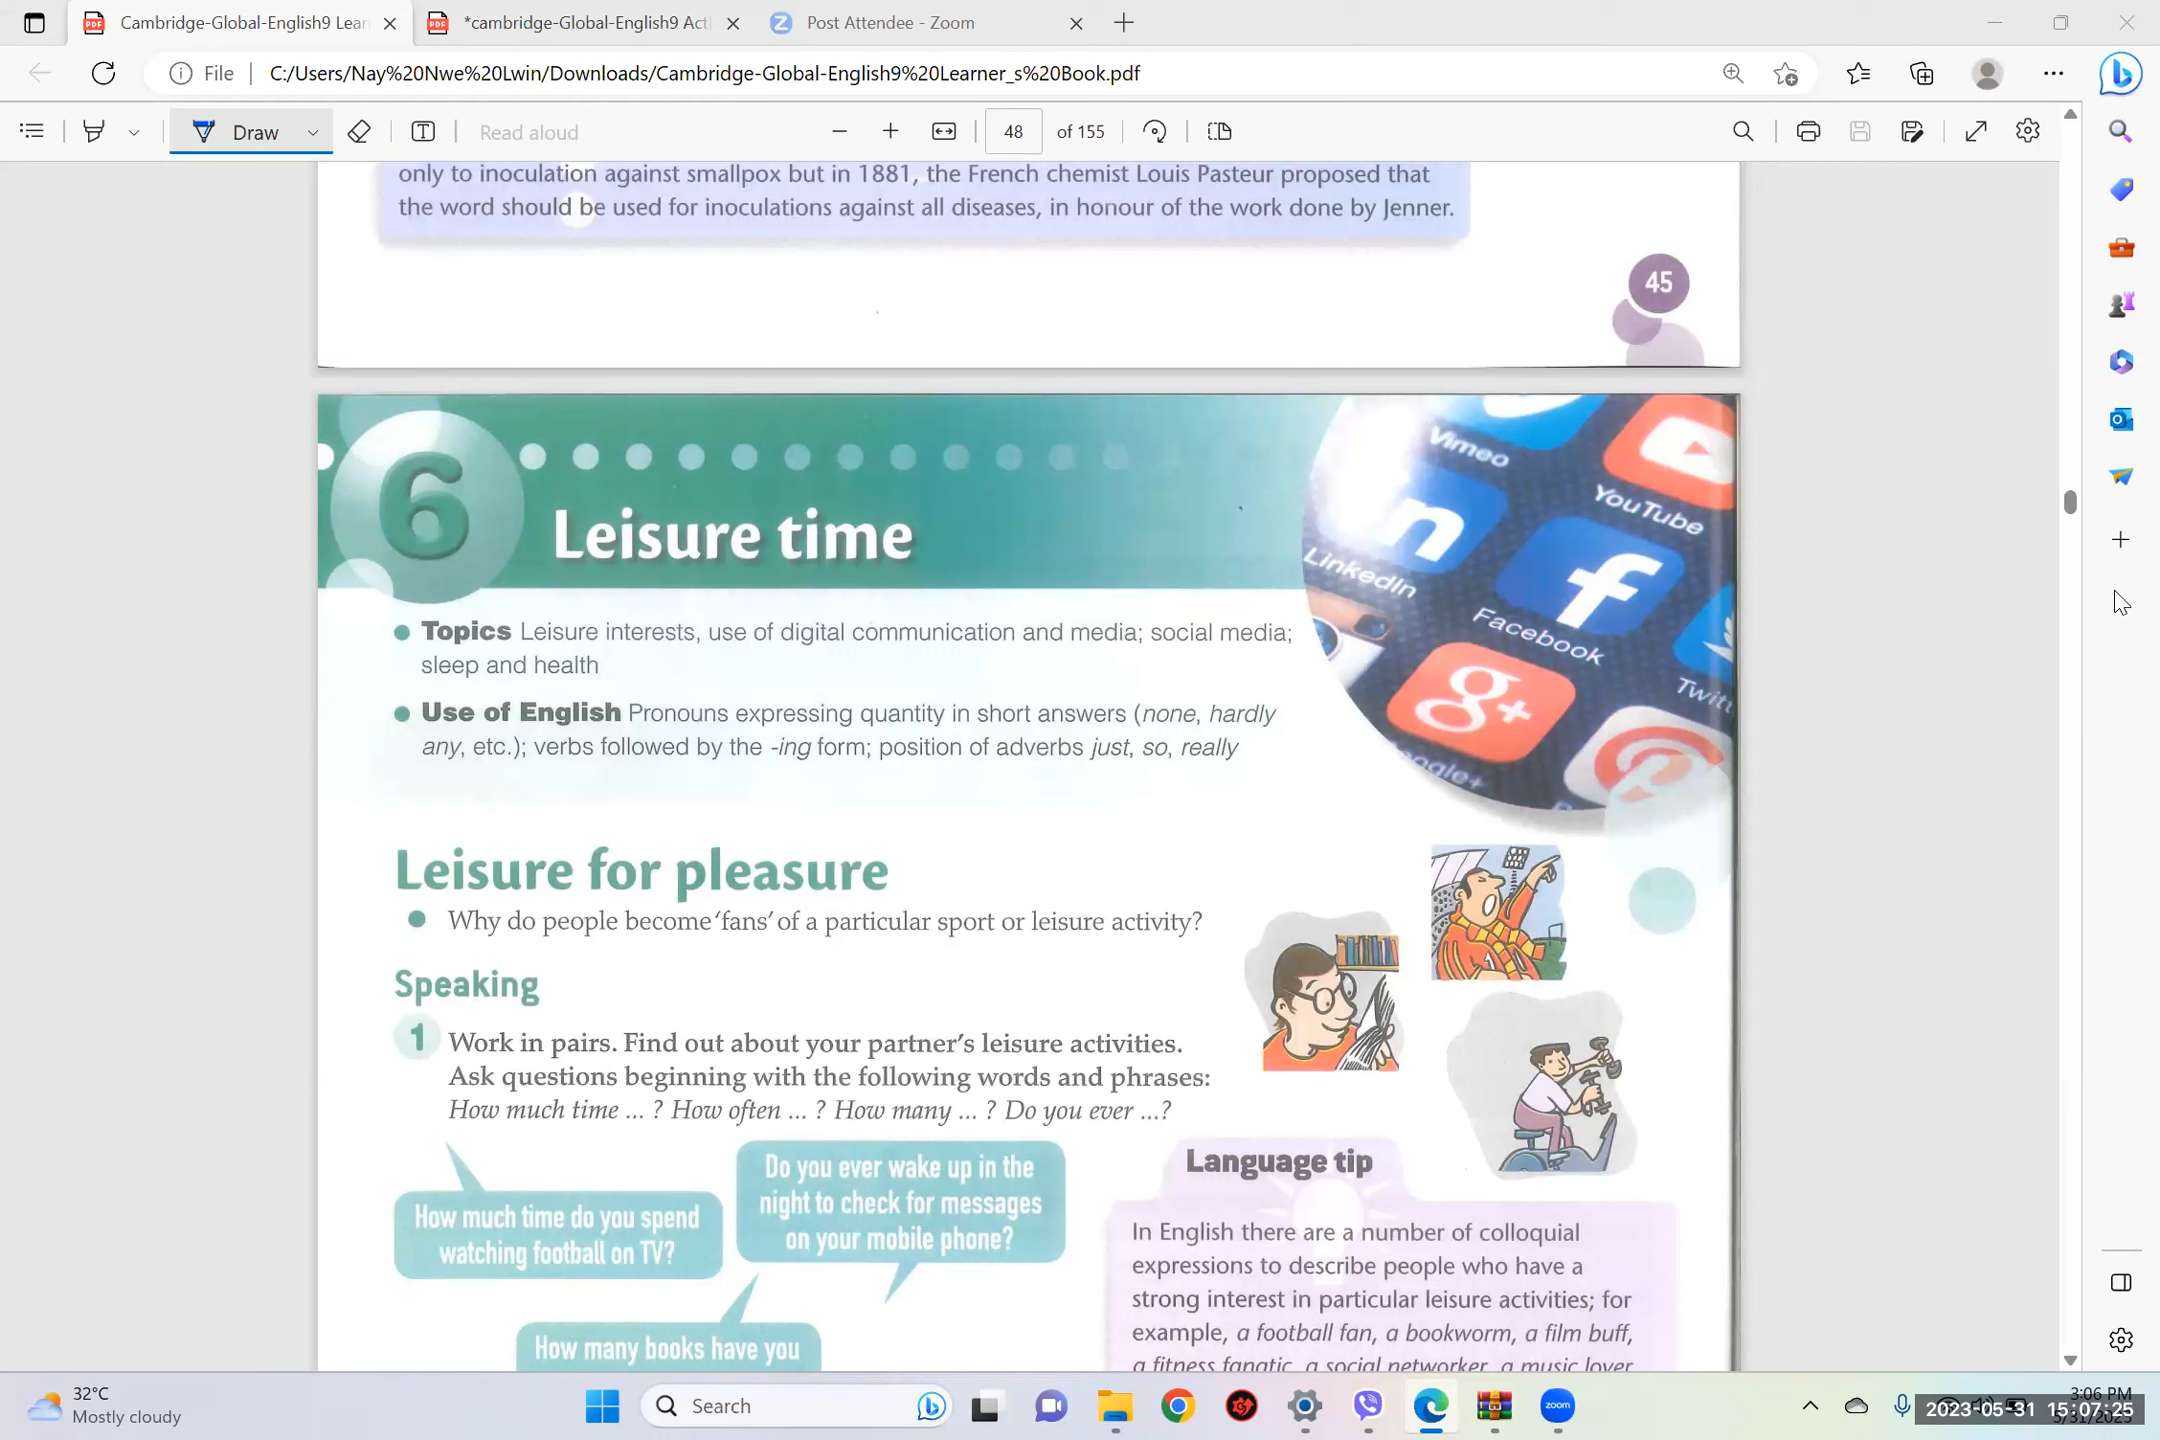 Cambridge-Global-English9 Lear
*cambridge-Global-English9 Act
Post Attendee - Zoom
File
C:/Users/Nay%20Nwe%20Lwin/Downloads/Cambridge-Global-English9%20Learner_s%20Book.pdf
Draw
Read aloud
48
of 155
only to inoculation against smallpox but in 1881, the French chemist Louis Pasteur proposed that
the word should be used for inoculations against all diseases, in honour of the work done by Jenner.
45
6
Leisure time
Vimeo
YouTube
LinkedIn
Facebook
Twitt
g+
ogle+
Topics Leisure interests, use of digital communication and media; social media;
sleep and health
Use of English Pronouns expressing quantity in short answers (none, hardly
any, etc.); verbs followed by the -ing form; position of adverbs just, so, really
Leisure for pleasure
Why do people become 'fans' of a particular sport or leisure activity?
Speaking
1 Work in pairs. Find out about your partner's leisure activities.
Ask questions beginning with the following words and phrases:
How much time ... ? How often ... ? How many ... ? Do you ever ...?
How much time do you spend
watching football on TV?
Do you ever wake up in the
night to check for messages
on your mobile phone?
How many books have you
Language tip
In English there are a number of colloquial
expressions to describe people who have a
strong interest in particular leisure activities; for
example, a football fan, a bookworm, a film buff,
a fitness fanatic, a social networker, a music lover
32°C
Mostly cloudy
Search
zoom
3:06 PM
2023-05-31 15:07:25